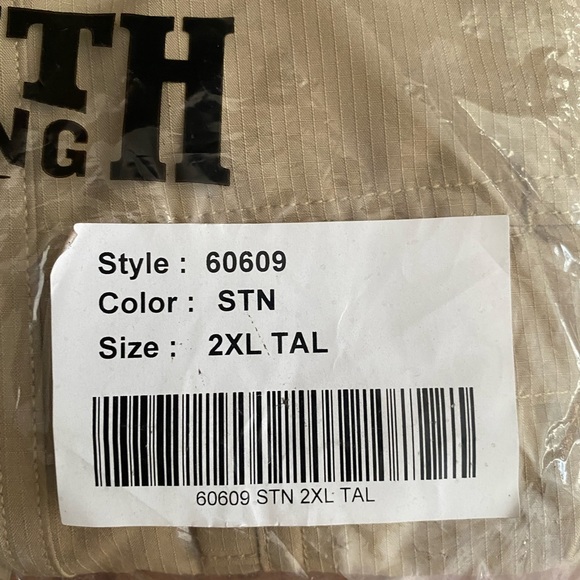 TH
NG
Style : 60609
Color : STN
Size : 2XL TAL
60609 STN 2XL TAL